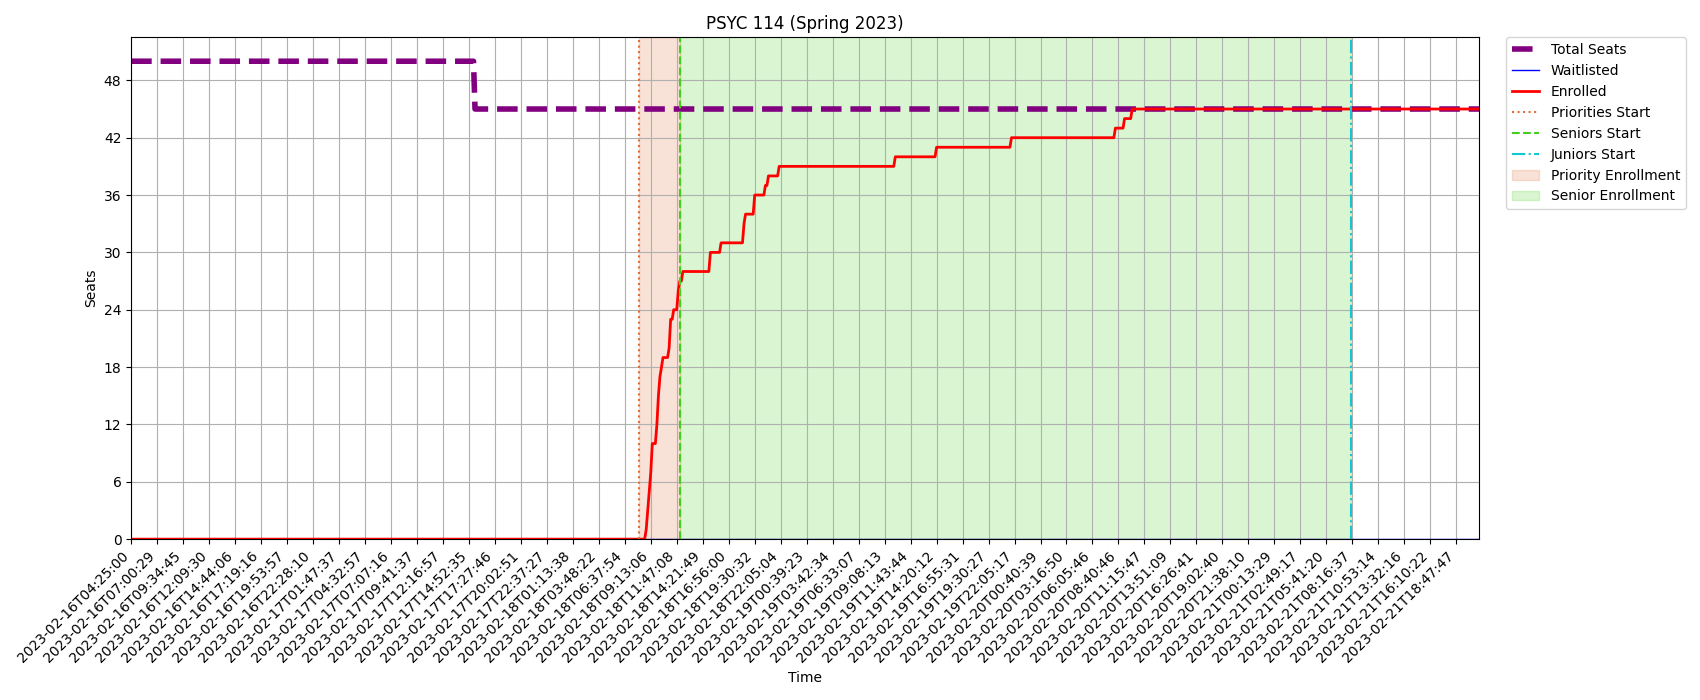 PSYC 114 (Spring 2023)
Total Seats
Waitlisted
Enrolled
Priorities Start
Seniors Start
Juniors Start
Priority Enrollment
Senior Enrollment
Seats
48
42
36
30
24
18
12
6
0
2023-02-16T04:25:00
2023-02-16T07:00:29
2023-02-16T09:34:45
2023-02-16T12:09:30
2023-02-16T14:44:06
2023-02-16T17:19:16
2023-02-16T19:53:57
2023-02-16T22:28:10
2023-02-17T01:47:37
2023-02-17T04:32:57
2023-02-17T07:07:16
2023-02-17T09:41:37
2023-02-17T12:16:57
2023-02-17T14:52:35
2023-02-17T17:27:46
2023-02-17T20:02:51
2023-02-17T22:37:27
2023-02-18T01:13:38
2023-02-18T03:48:22
2023-02-18T06:37:54
2023-02-18T09:13:06
2023-02-18T11:47:08
2023-02-18T14:21:49
2023-02-18T16:56:00
2023-02-18T19:30:32
2023-02-18T22:05:04
2023-02-19T00:39:23
2023-02-19T03:42:34
2023-02-19T06:33:07
2023-02-19T09:08:13
2023-02-19T11:43:44
2023-02-19T14:20:12
2023-02-19T16:55:31
2023-02-19T19:30:27
2023-02-19T22:05:17
2023-02-20T00:40:39
2023-02-20T03:16:50
2023-02-20T06:05:46
2023-02-20T08:40:46
2023-02-20T11:15:47
2023-02-20T13:51:09
2023-02-20T16:26:41
2023-02-20T19:02:40
2023-02-20T21:38:10
2023-02-21T00:13:29
2023-02-21T02:49:17
2023-02-21T05:41:20
2023-02-21T08:16:37
2023-02-21T10:53:14
2023-02-21T13:32:16
2023-02-21T16:10:22
2023-02-21T18:47:47
Time